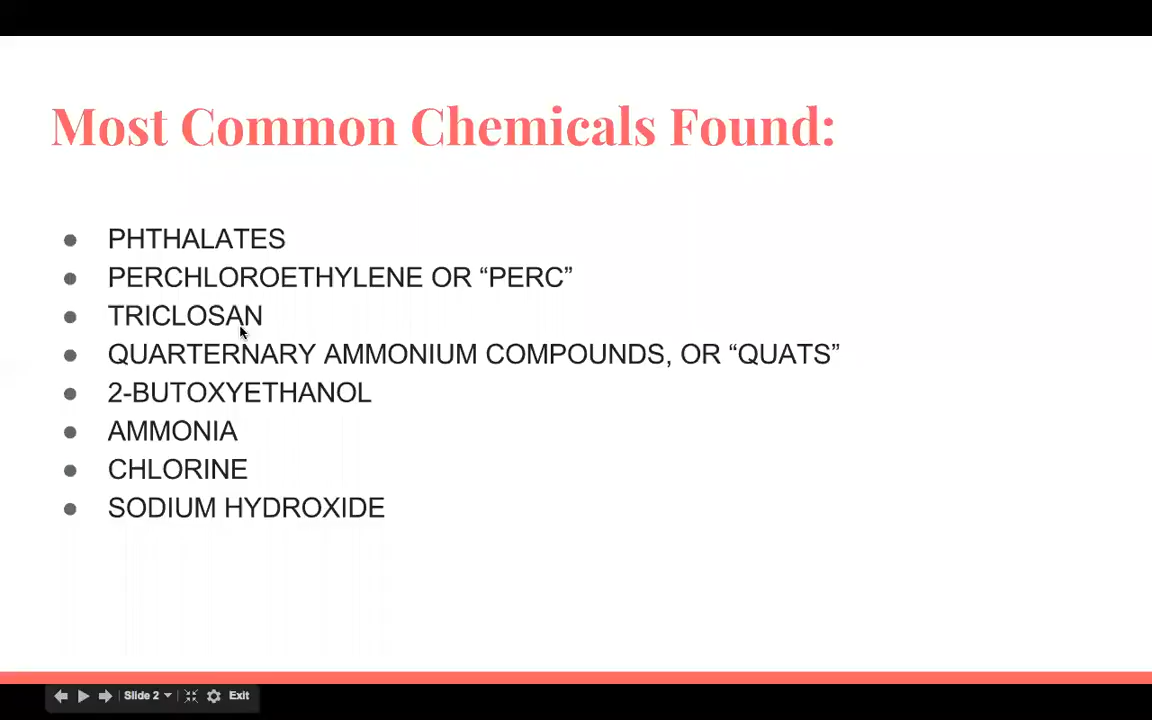 Most Common Chemicals Found:
● PHTHALATES
● PERCHLOROETHYLENE OR “PERC”
● TRICLOSAN
● QUARTERNARY AMMONIUM COMPOUNDS, OR “QUATS”
● 2-BUTOXYETHANOL
● AMMONIA
● CHLORINE
● SODIUM HYDROXIDE
Slide 2 Exit